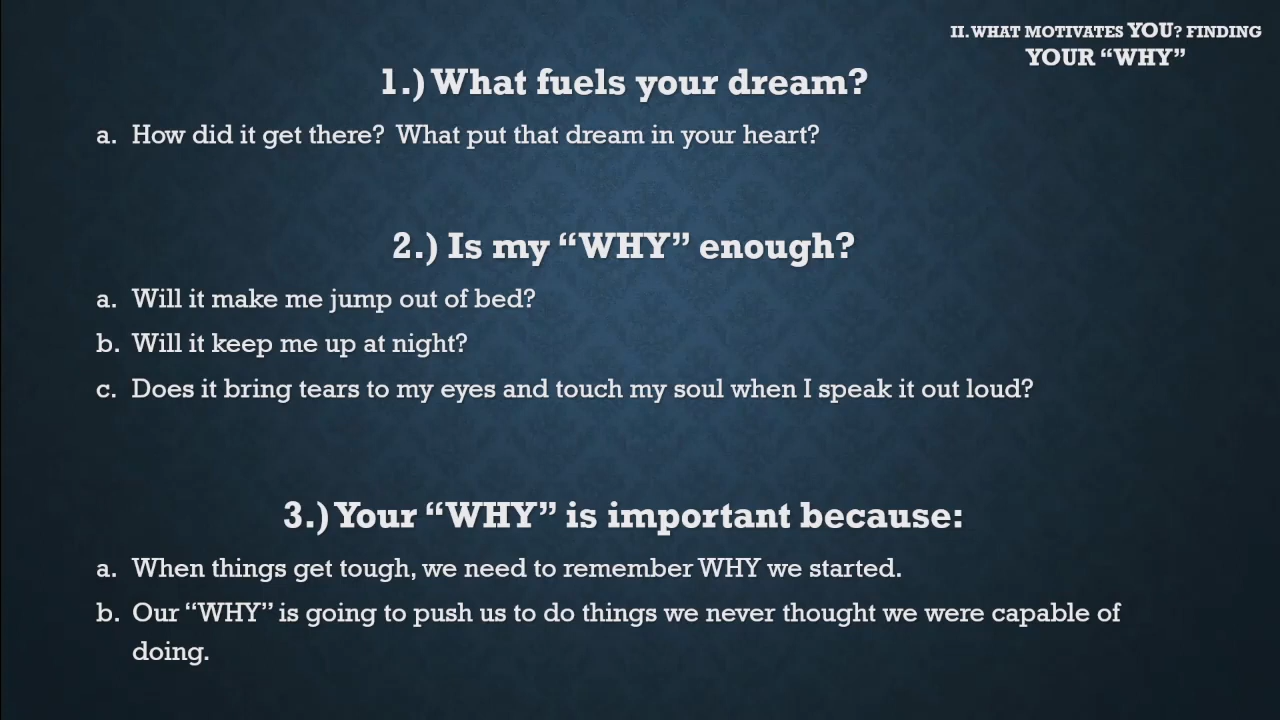 II. WHAT MOTIVATES YOU? FINDING
YOUR “WHY”
1.) What fuels your dream?
a. How did it get there? What put that dream in your heart?
2.) Is my “WHY” enough?
a. Will it make me jump out of bed?
b. Will it keep me up at night?
c. Does it bring tears to my eyes and touch my soul when I speak it out loud?
3.) Your “WHY” is important because:
a. When things get tough, we need to remember WHY we started.
b. Our “WHY” is going to push us to do things we never thought we were capable of
doing.